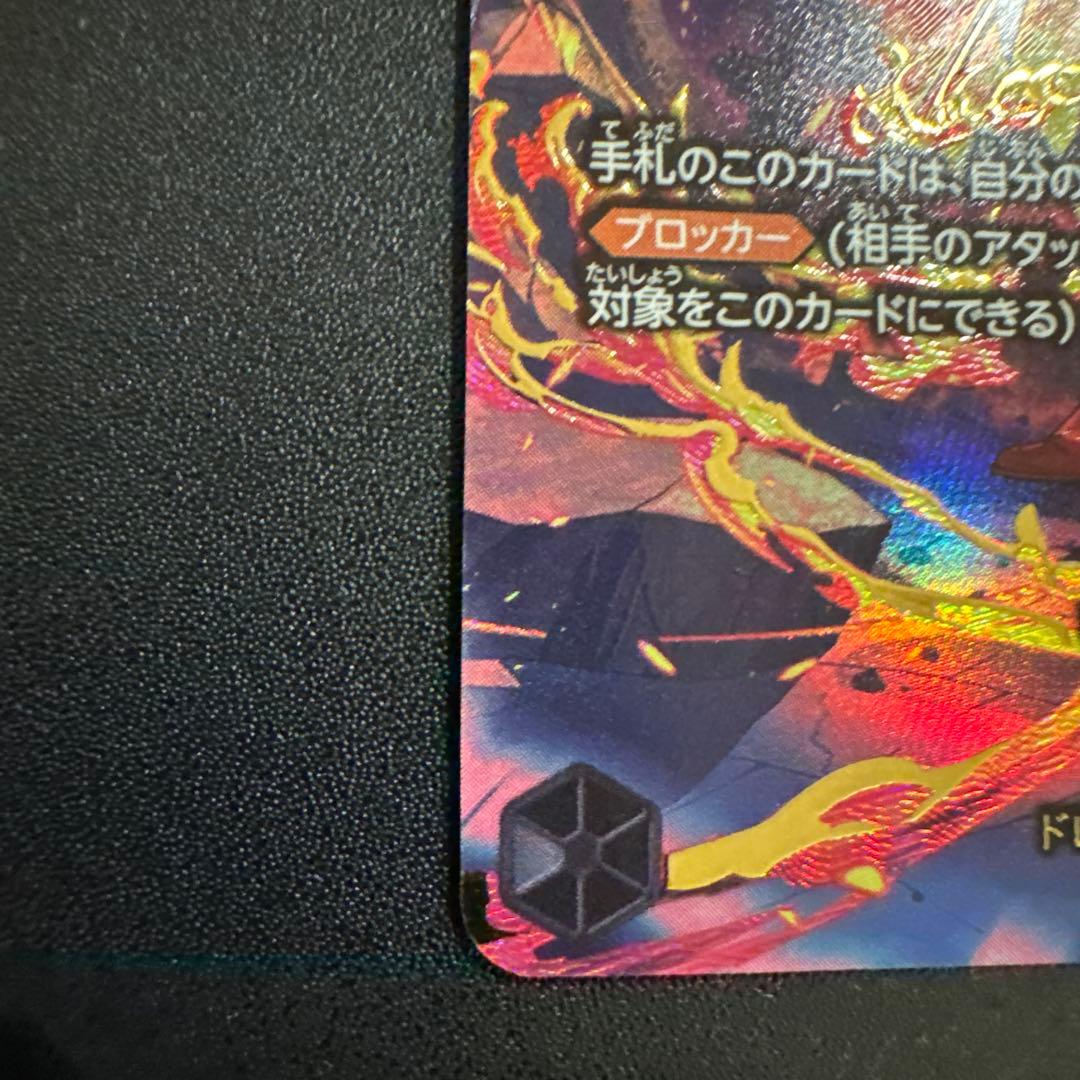 手札のこのカードは、自分の
ブロッカー (相手のアタッ
対象をこのカードにできる)
ド